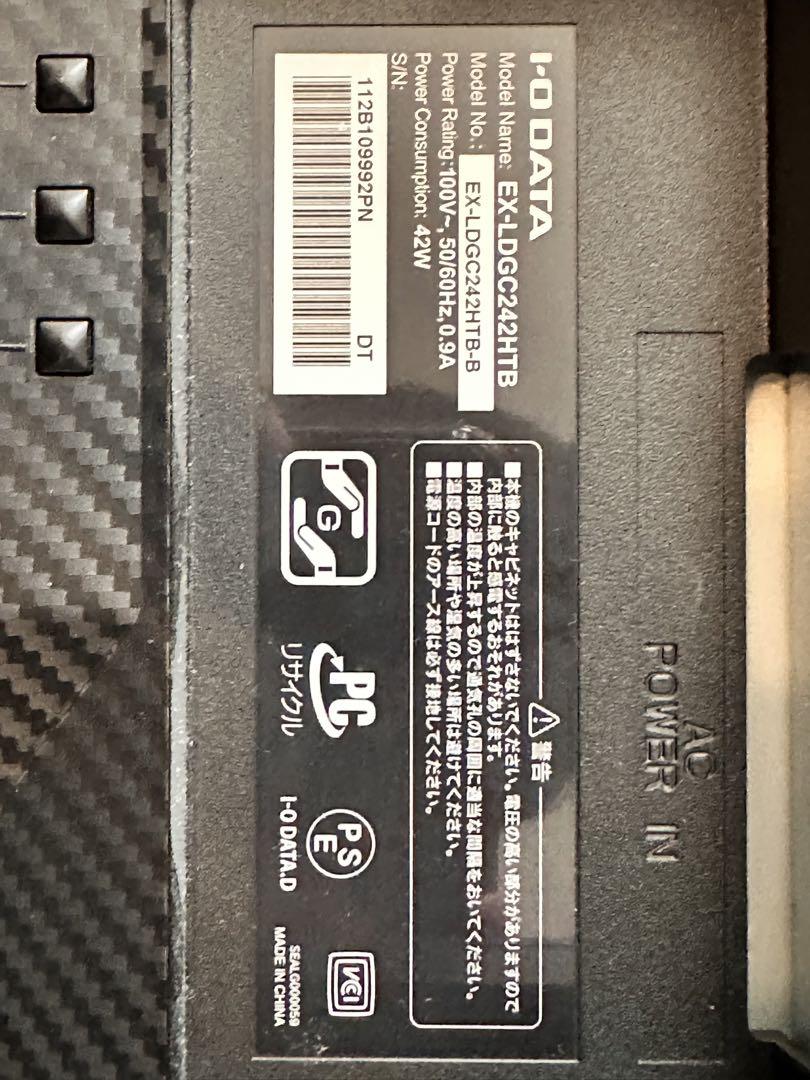 I-O DATA
Model Name: EX-LDGC242HTB
Model No.: EX-LDGC242HTB-B
Power Rating:100V~, 50/60Hz,0.9A
Power Consumption: 42W
S/N:
112B109992PN DT
警告
■本機のキャビネットははずさないでください。電圧の高い部分がありますので
内部に触ると感電するおそれがあります。
■内部の温度が上昇するので通気孔の周囲に適当な間隔をおいてください。
■温度の高い場所や湿気の多い場所は避けてください。
■電源コードのアース線は必ず接地してください。
G
PC
リサイクル
PSE
I-O DATA.D
VCCI
SEALG000059
MADE IN CHINA
AC
POWER IN